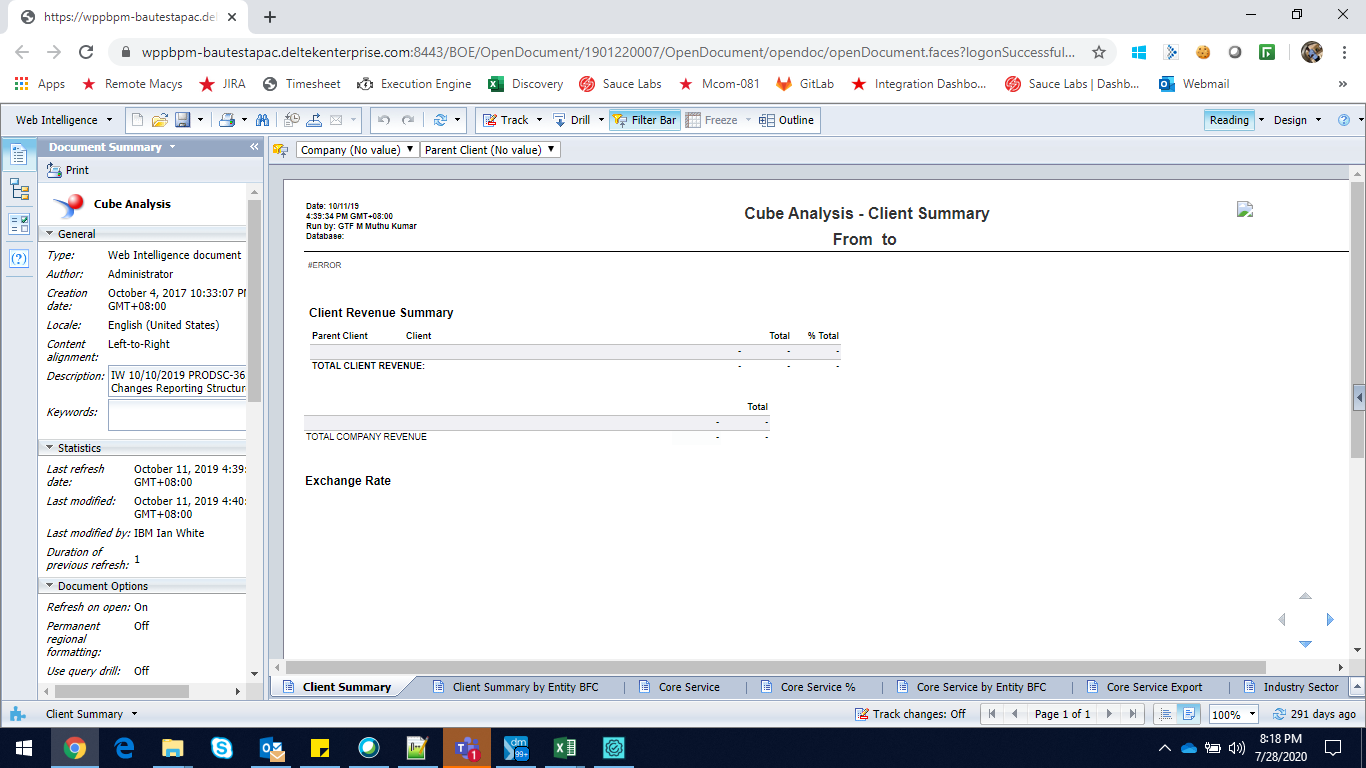 https://wppbpm-bautestapac.del
wppbpm-bautestapac.deltekenterprise.com:8443/BOE/OpenDocument/1901220007/OpenDocument/opendoc/openDocument.faces?logonSuccessful...
Apps Remote Macys JIRA Timesheet Execution Engine Discovery Sauce Labs Mcom-081 GitLab Integration Dashbo... Sauce Labs | Dashb... Webmail »
Web Intelligence Track Drill Filter Bar Freeze Outline Reading Design
Document Summary «
Company (No value) Parent Client (No value)
Print
Cube Analysis
General
Type: Web Intelligence document
Author: Administrator
Creation date: October 4, 2017 10:33:07 PM
GMT+08:00
Locale: English (United States)
Content alignment: Left-to-Right
Description: IW 10/10/2019 PRODSC-36
Changes Reporting Structur
Keywords:
Statistics
Last refresh date: October 11, 2019 4:39:
GMT+08:00
Last modified: October 11, 2019 4:40:
GMT+08:00
Last modified by: IBM Ian White
Duration of previous refresh: 1
Document Options
Refresh on open: On
Permanent regional formatting: Off
Use query drill: Off
Date: 10/11/19
4:39:34 PM GMT+08:00
Run by: GTF M Muthu Kumar
Database:
Cube Analysis - Client Summary
From to
#ERROR
Client Revenue Summary
Parent Client Client Total % Total
- - -
TOTAL CLIENT REVENUE: - - -
Total
- -
TOTAL COMPANY REVENUE - -
Exchange Rate
Client Summary Client Summary by Entity BFC Core Service Core Service % Core Service by Entity BFC Core Service Export Industry Sector
Client Summary Track changes: Off Page 1 of 1 100% 291 days ago
1 dm 99+
8:18 PM
7/28/2020